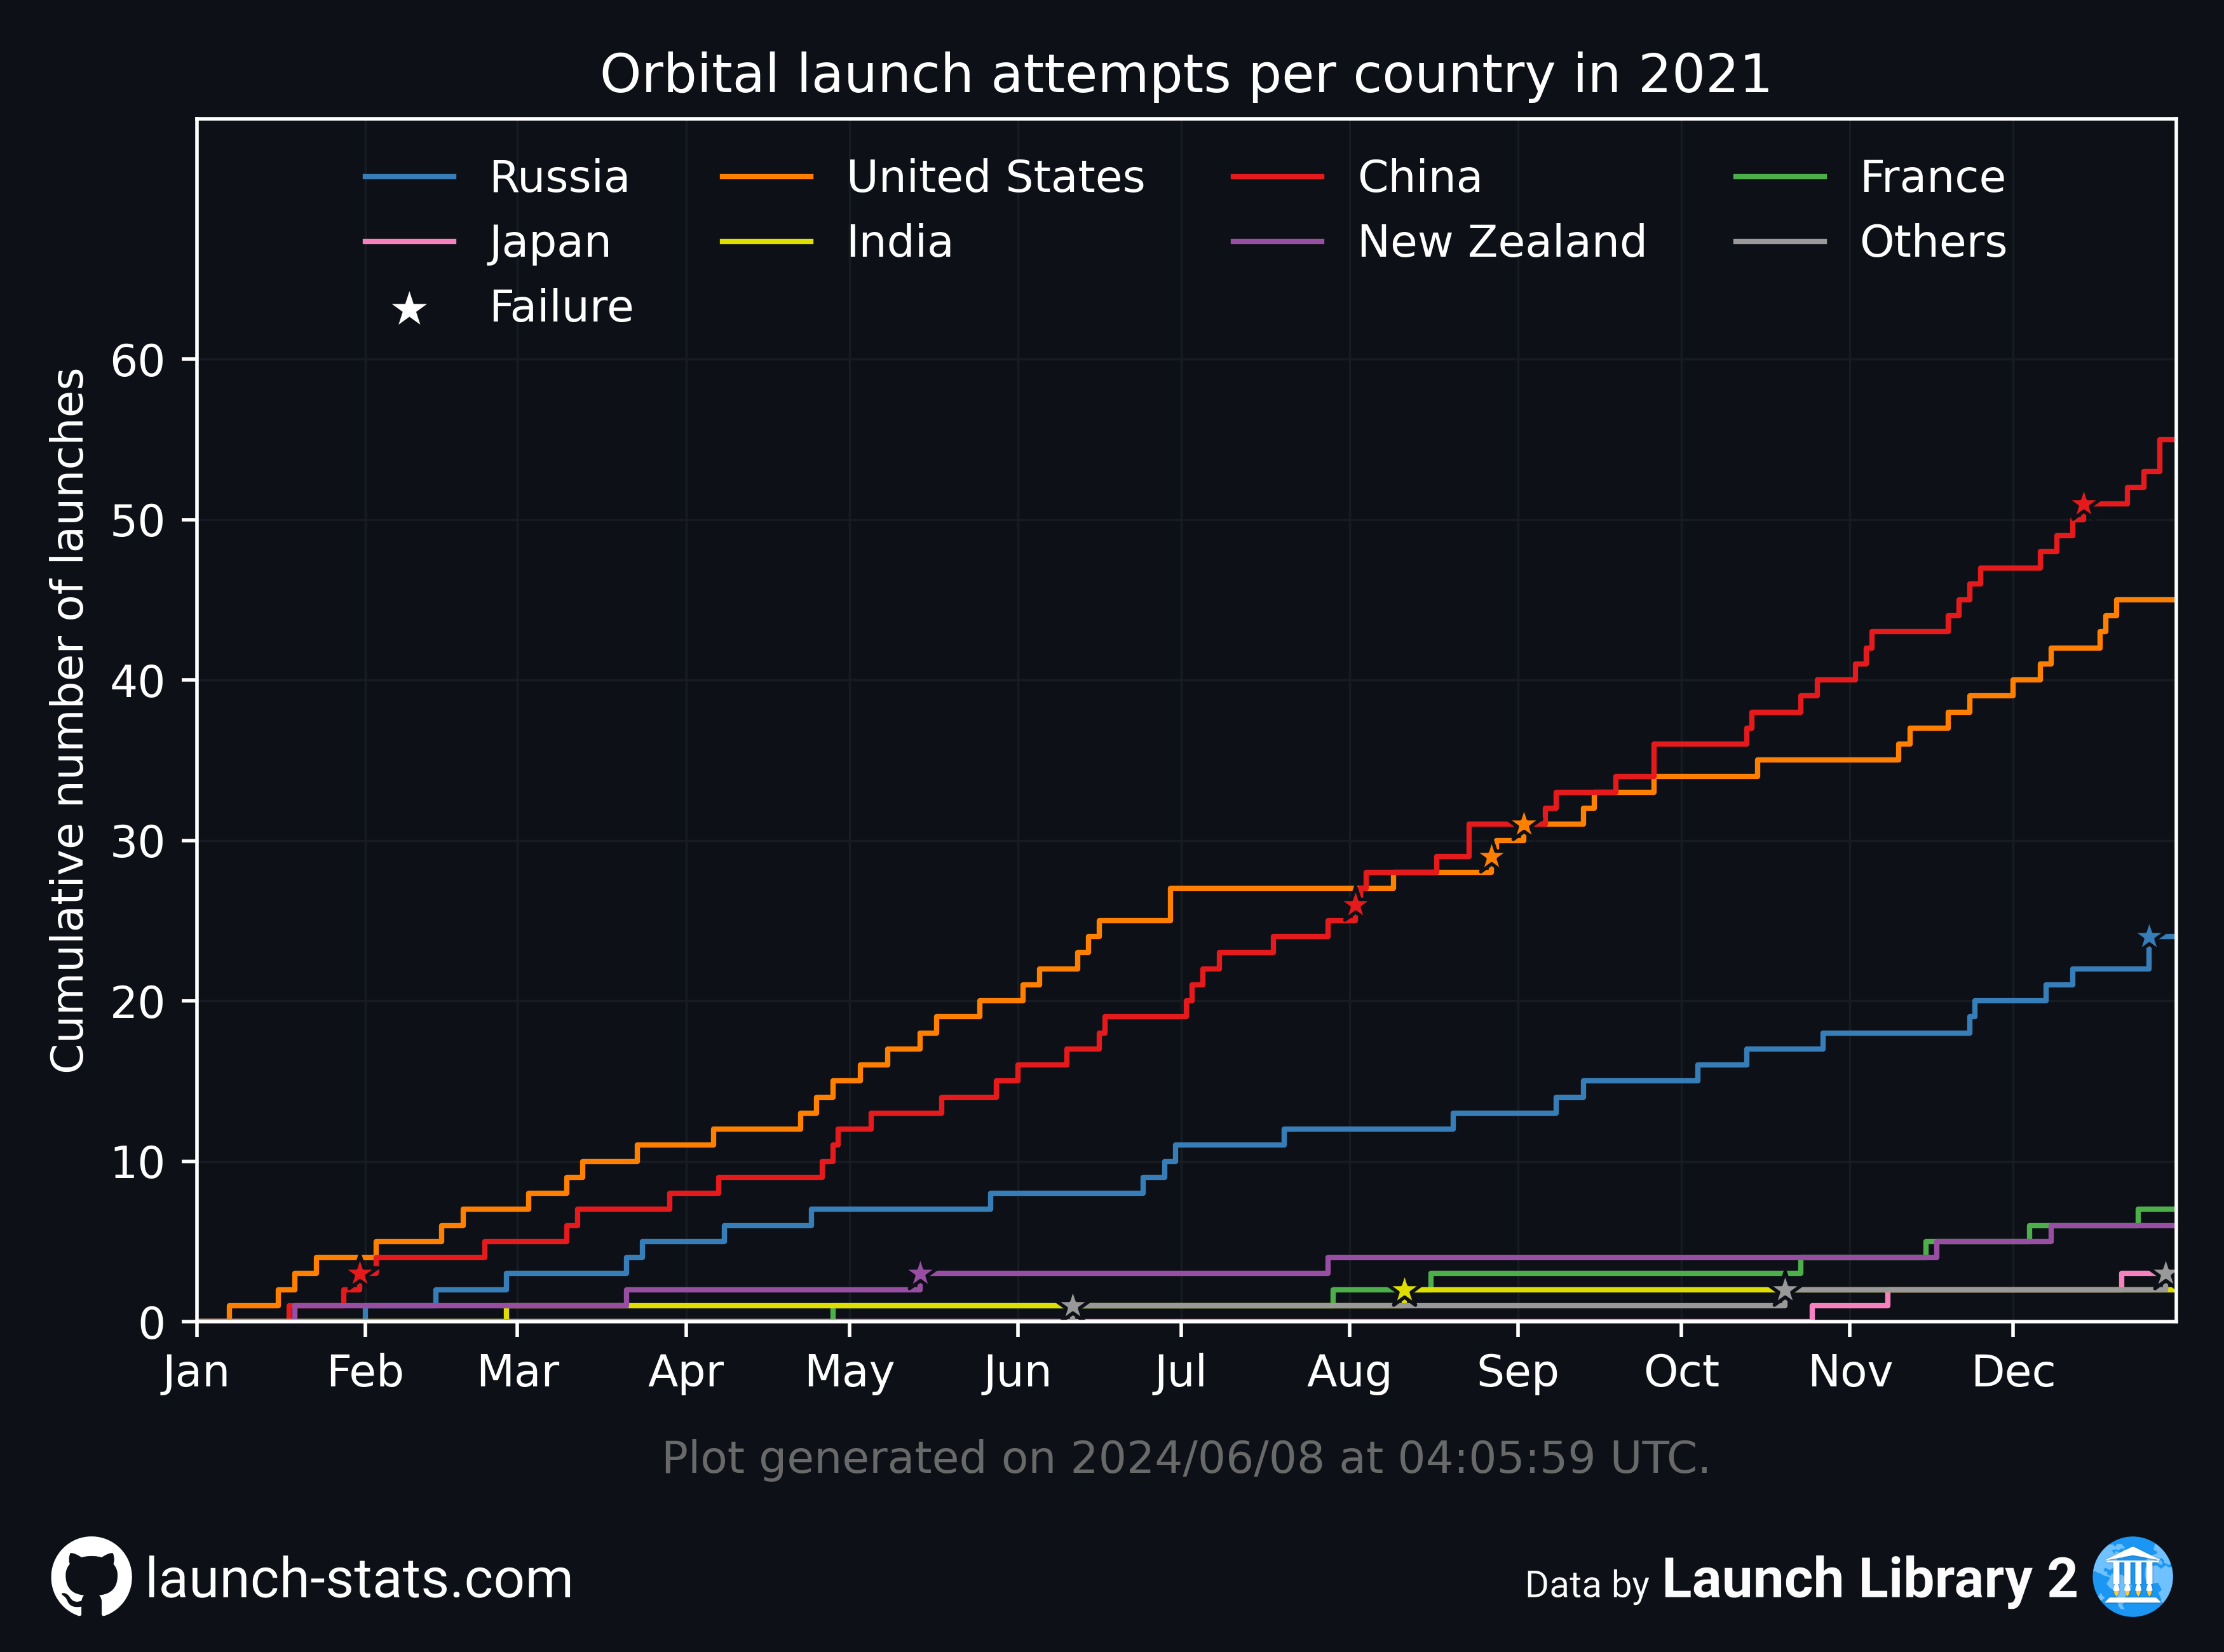 Orbital launch attempts per country in 2021
Russia United States China France
Japan India New Zealand Others
Failure
Cumulative number of launches
60
50
40
30
20
10
0
Jan Feb Mar Apr May Jun Jul Aug Sep Oct Nov Dec
Plot generated on 2024/06/08 at 04:05:59 UTC.
launch-stats.com
Data by Launch Library 2